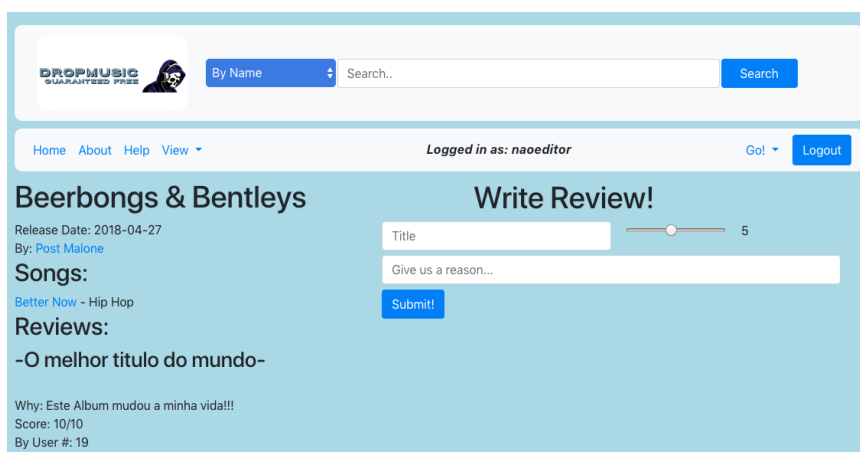 DROPMUSIC
GUARANTEED FREE
By Name
Search..
Search
Home About Help View
Logged in as: naoeditor
Go!
Logout
Beerbongs & Bentleys
Release Date: 2018-04-27
By: Post Malone
Songs:
Better Now - Hip Hop
Reviews:
-O melhor titulo do mundo-
Why: Este Album mudou a minha vida!!!
Score: 10/10
By User #: 19
Write Review!
Title
5
Give us a reason...
Submit!